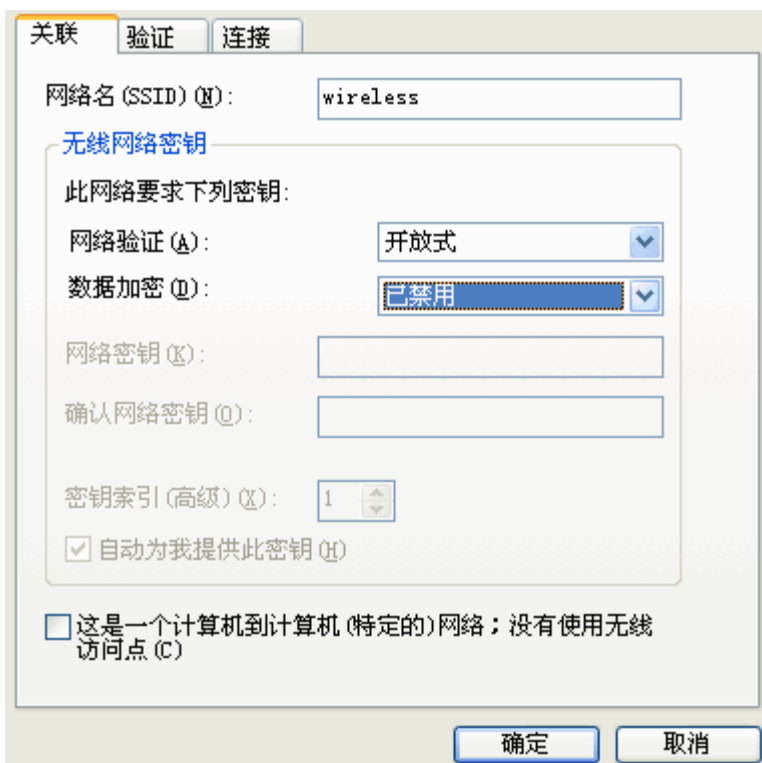 关联 验证 连接
网络名(SSID)(N): wireless
无线网络密钥
此网络要求下列密钥:
网络验证(A): 开放式
数据加密(D): 已禁用
网络密钥(K):
确认网络密钥(O):
密钥索引(高级)(X): 1
自动为我提供此密钥(H)
这是一个计算机到计算机(特定的)网络；没有使用无线
访问点(C)
确定 取消